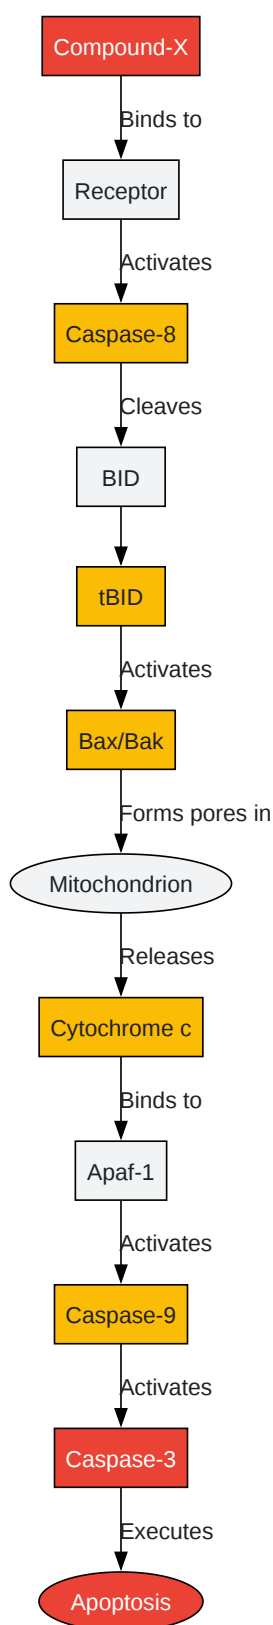 Compound-X
Binds to
Receptor
Activates
Caspase-8
Cleaves
BID
tBID
Activates
Bax/Bak
Forms pores in
Mitochondrion
Releases
Cytochrome c
Binds to
Apaf-1
Activates
Caspase-9
Activates
Caspase-3
Executes
Apoptosis